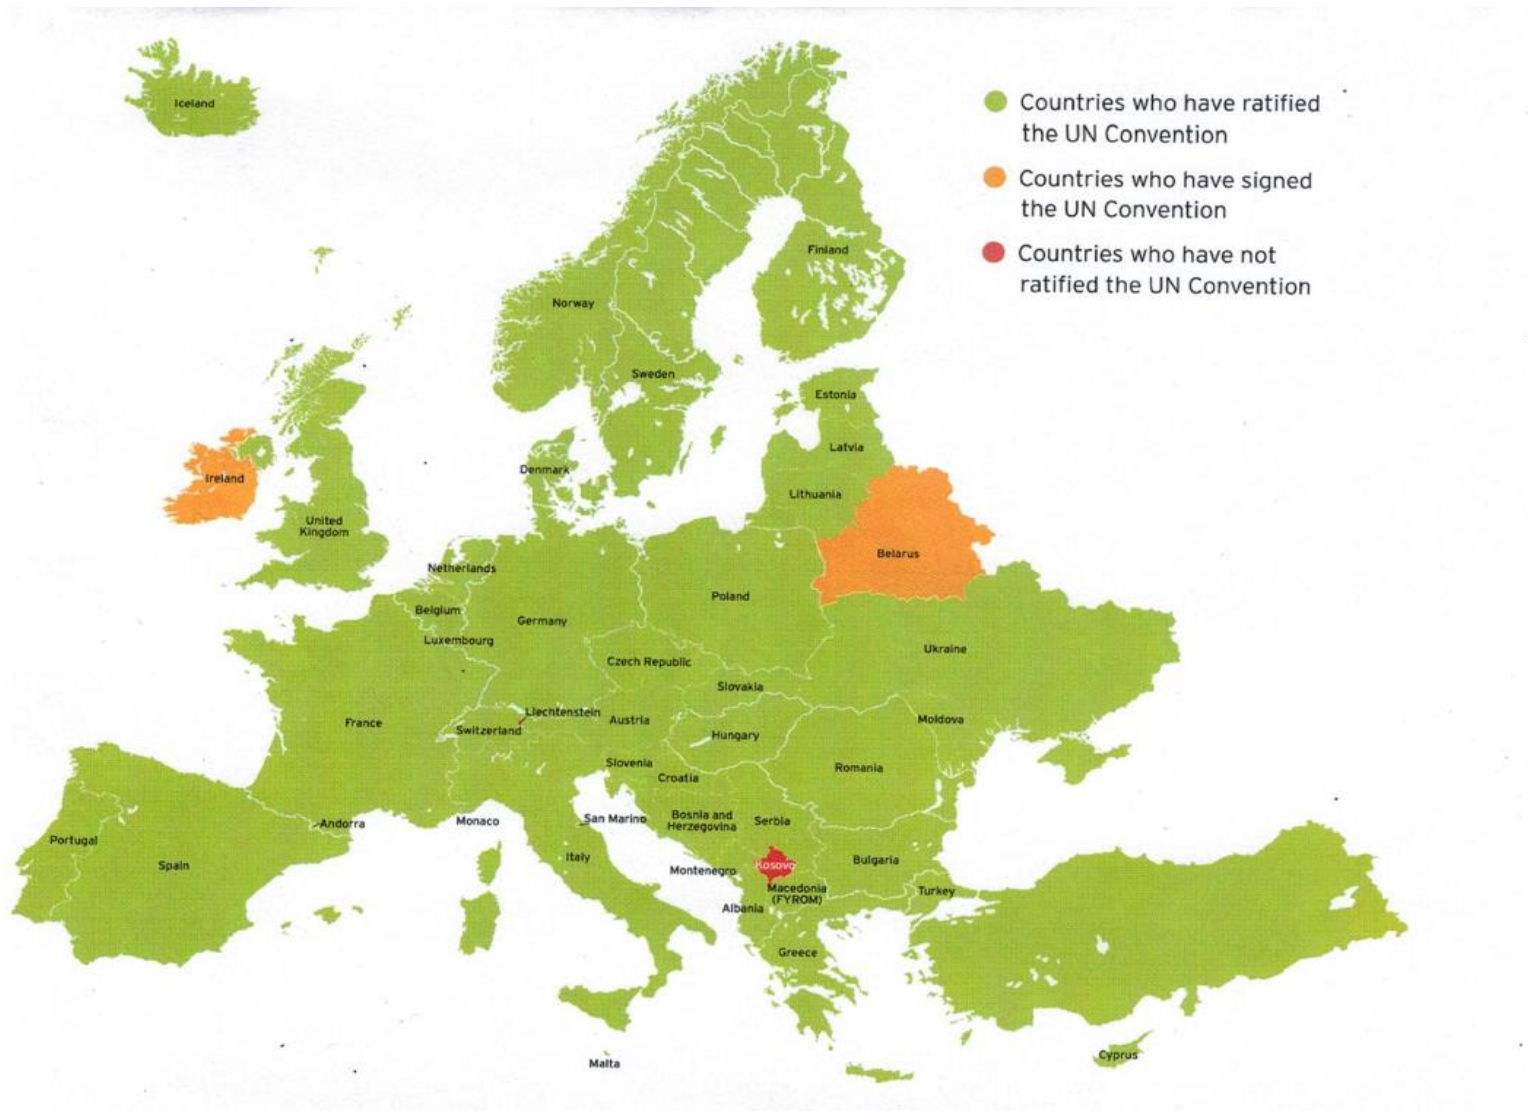 Iceland
Countries who have ratified
the UN Convention
Countries who have signed
the UN Convention
Countries who have not
ratified the UN Convention
Finland
Norway
Sweden
Estonia
Latvia
Lithuania
Denmark
Ireland
United
Kingdom
Belarus
Netherlands
Poland
Belgium
Germany
Luxembourg
Ukraine
Czech Republic
Slovakia
Liechtenstein
Austria
Moldova
France
Switzerland
Hungary
Slovenia
Romania
Croatia
Bosnia and
Herzegovina
San Marino
Monaco
Serbia
Andorra
Portugal
Italy
Bulgaria
Spain
Kosovo
Montenegro
Macedonia
(FYROM)
Turkey
Albania
Greece
Cyprus
Malta